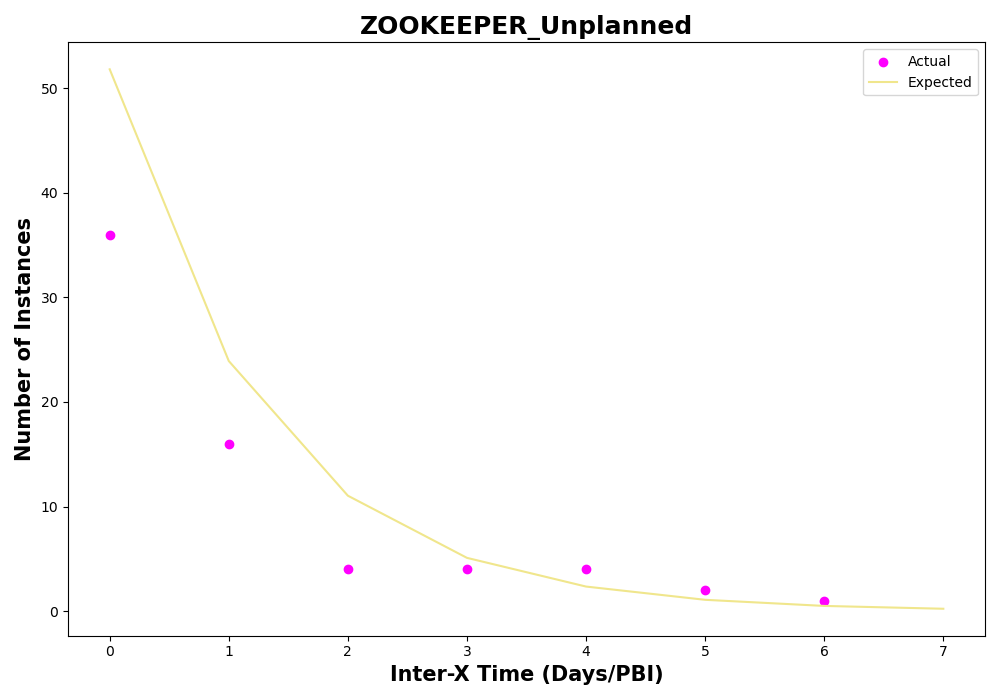 ZOOKEEPER_Unplanned
Actual
Expected
50
40
30
20
10
0
Number of Instances
0 1 2 3 4 5 6 7
Inter-X Time (Days/PBI)